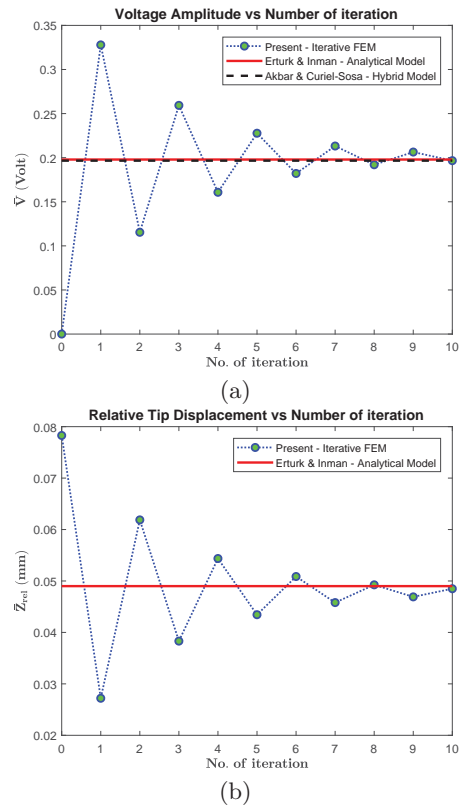 Voltage Amplitude vs Number of iteration
Present - Iterative FEM
Erturk & Inman - Analytical Model
Akbar & Curiel-Sosa - Hybrid Model
0.35
0.3
0.25
0.2
0.15
0.1
0.05
0
V̄ (Volt)
0 1 2 3 4 5 6 7 8 9 10
No. of iteration
(a)
Relative Tip Displacement vs Number of iteration
Present - Iterative FEM
Erturk & Inman - Analytical Model
0.08
0.07
0.06
0.05
0.04
0.03
0.02
Z̄rel (mm)
0 1 2 3 4 5 6 7 8 9 10
No. of iteration
(b)